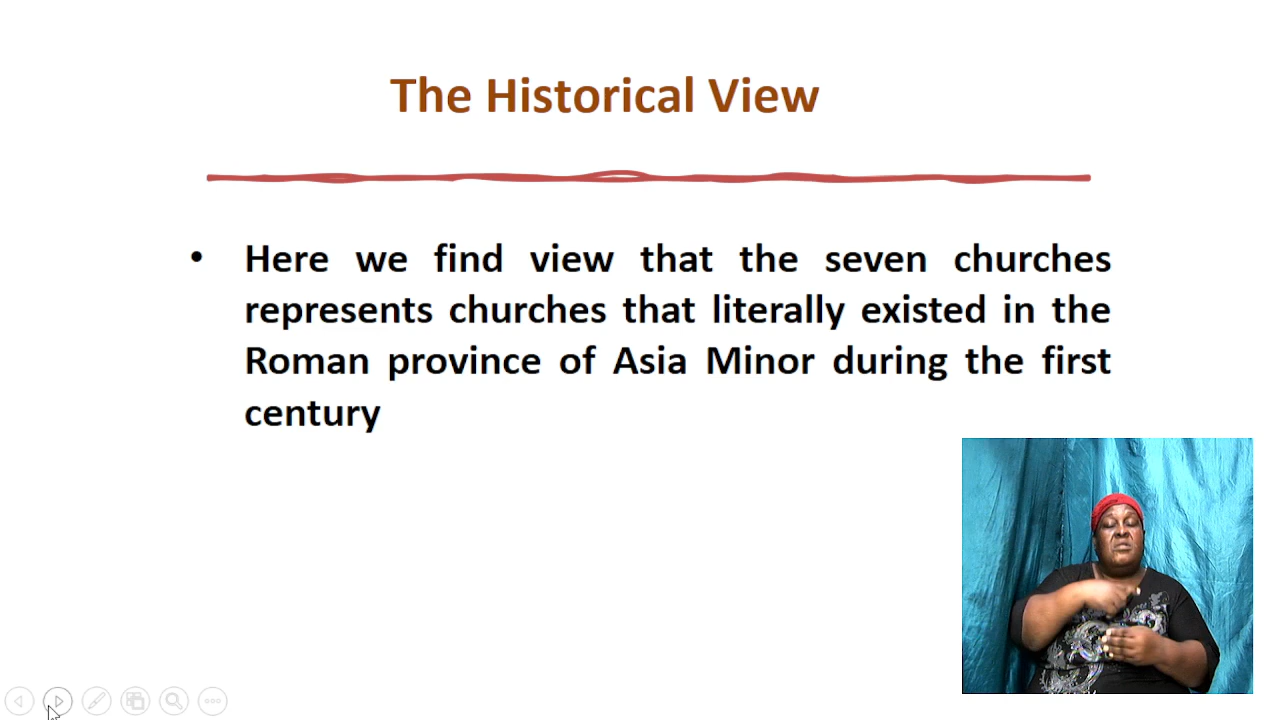 The Historical View
• Here we find view that the seven churches
represents churches that literally existed in the
Roman province of Asia Minor during the first
century